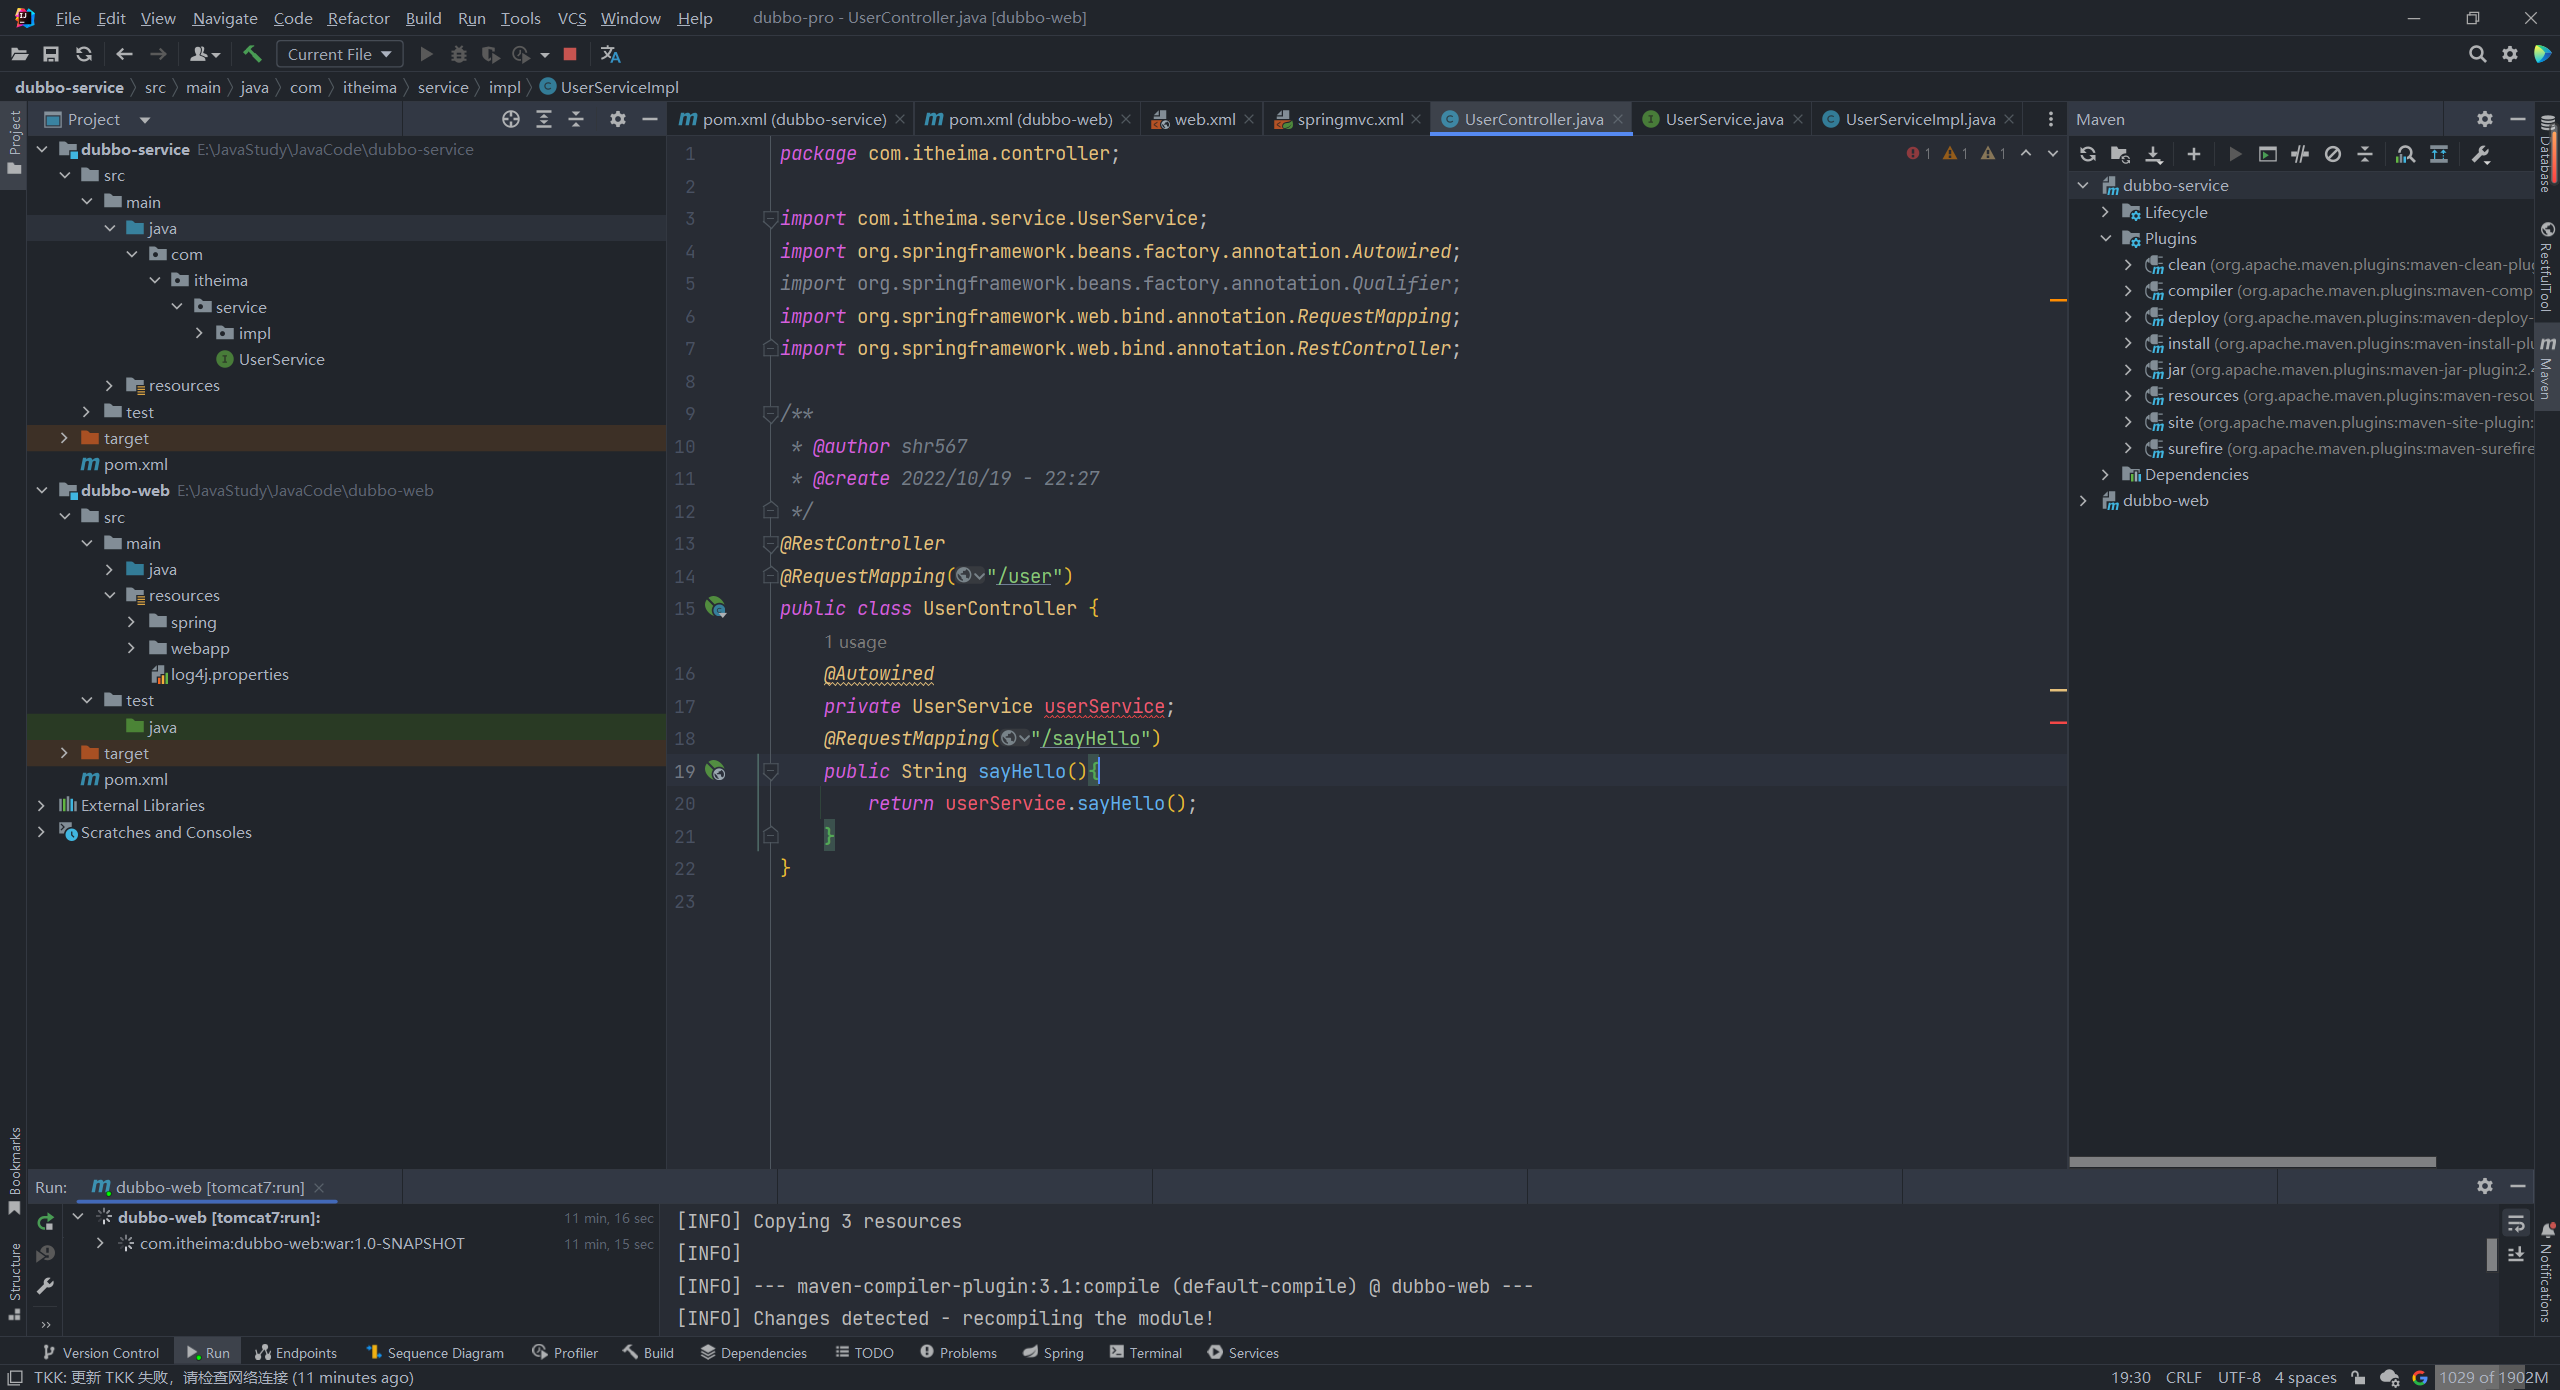 File Edit View Navigate Code Refactor Build Run Tools VCS Window Help dubbo-pro - UserController.java [dubbo-web]
Current File
dubbo-service src main java com itheima service impl UserServiceImpl
Project
pom.xml (dubbo-service) pom.xml (dubbo-web) web.xml springmvc.xml UserController.java UserService.java UserServiceImpl.java
Maven
Project
dubbo-service E:\JavaStudy\JavaCode\dubbo-service
src
main
java
com
itheima
service
impl
UserService
resources
test
target
pom.xml
dubbo-web E:\JavaStudy\JavaCode\dubbo-web
src
main
java
resources
spring
webapp
log4j.properties
test
java
target
pom.xml
External Libraries
Scratches and Consoles
Bookmarks
Structure
1 package com.itheima.controller;
2
3 import com.itheima.service.UserService;
4 import org.springframework.beans.factory.annotation.Autowired;
5 import org.springframework.beans.factory.annotation.Qualifier;
6 import org.springframework.web.bind.annotation.RequestMapping;
7 import org.springframework.web.bind.annotation.RestController;
8
9 /**
10 * @author shr567
11 * @create 2022/10/19 - 22:27
12 */
13 @RestController
14 @RequestMapping("/user")
15 public class UserController {
1 usage
16 @Autowired
17 private UserService userService;
18 @RequestMapping("/sayHello")
19 public String sayHello(){
20 return userService.sayHello();
21 }
22 }
23
1 1 1
dubbo-service
Lifecycle
Plugins
clean (org.apache.maven.plugins:maven-clean-plug
compiler (org.apache.maven.plugins:maven-comp
deploy (org.apache.maven.plugins:maven-deploy-
install (org.apache.maven.plugins:maven-install-plu
jar (org.apache.maven.plugins:maven-jar-plugin:2.4
resources (org.apache.maven.plugins:maven-resou
site (org.apache.maven.plugins:maven-site-plugin:
surefire (org.apache.maven.plugins:maven-surefire
Dependencies
dubbo-web
Database
RestfulTool
Maven
Notifications
Run: dubbo-web [tomcat7:run]
dubbo-web [tomcat7:run]: 11 min, 16 sec
com.itheima:dubbo-web:war:1.0-SNAPSHOT 11 min, 15 sec
[INFO] Copying 3 resources
[INFO]
[INFO] --- maven-compiler-plugin:3.1:compile (default-compile) @ dubbo-web ---
[INFO] Changes detected - recompiling the module!
Version Control Run Endpoints Sequence Diagram Profiler Build Dependencies TODO Problems Spring Terminal Services
TKK: 更新 TKK 失败，请检查网络连接 (11 minutes ago) 19:30 CRLF UTF-8 4 spaces 1029 of 1902M